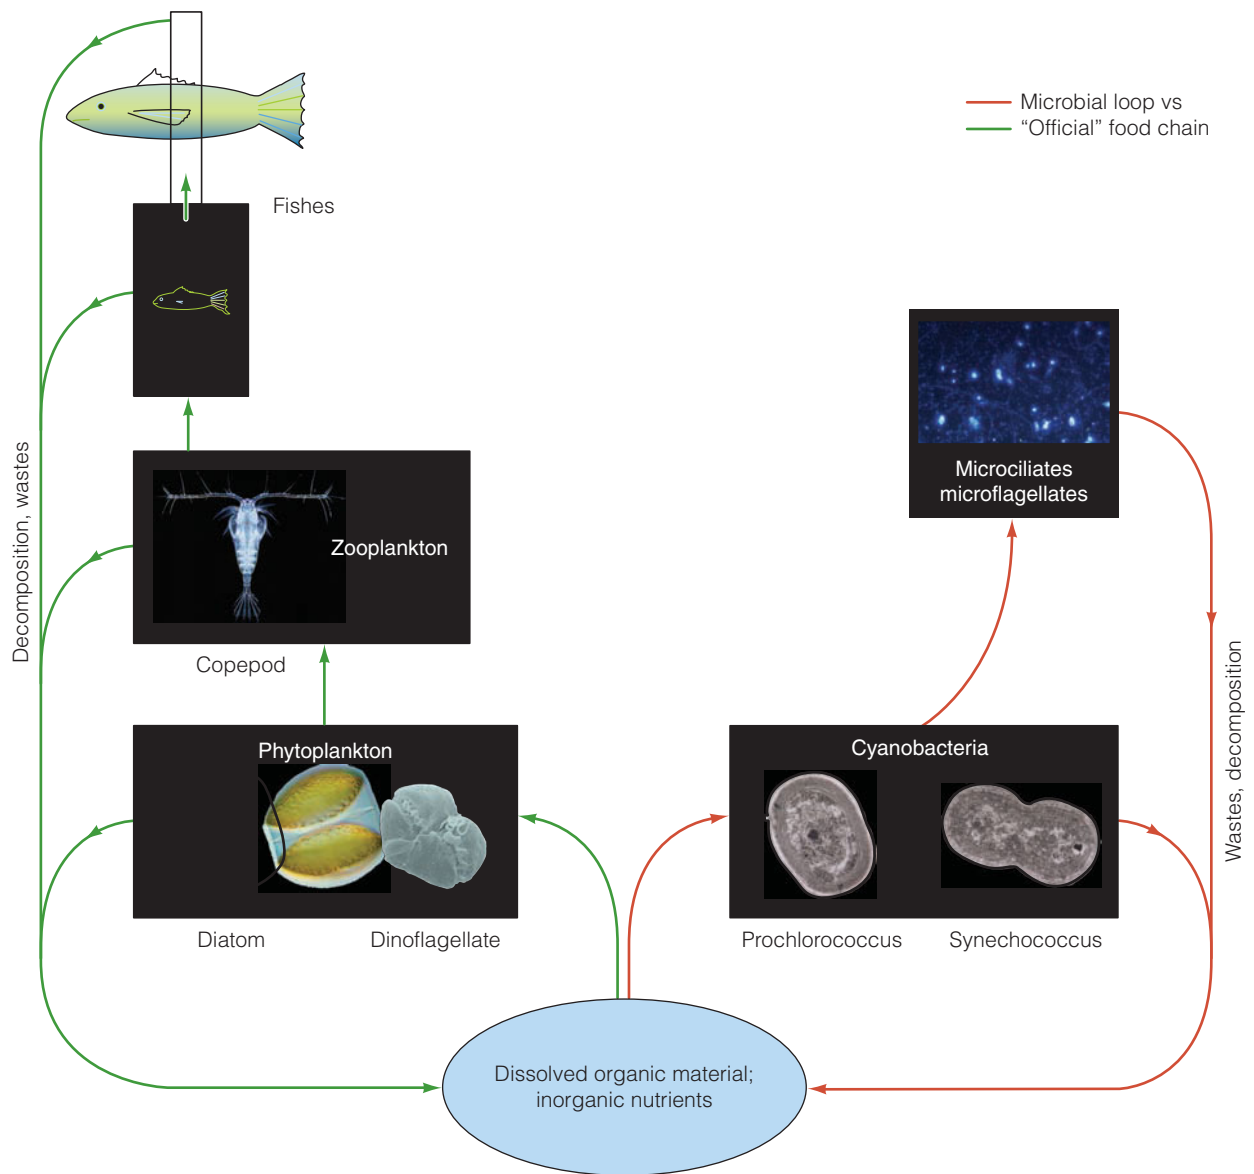 Microbial loop vs
“Official” food chain
Fishes
Decomposition, wastes
Microciliates
microflagellates
Zooplankton
Copepod
Wastes, decomposition
Phytoplankton
Cyanobacteria
Diatom
Dinoflagellate
Prochlorococcus
Synechococcus
Dissolved organic material;
inorganic nutrients